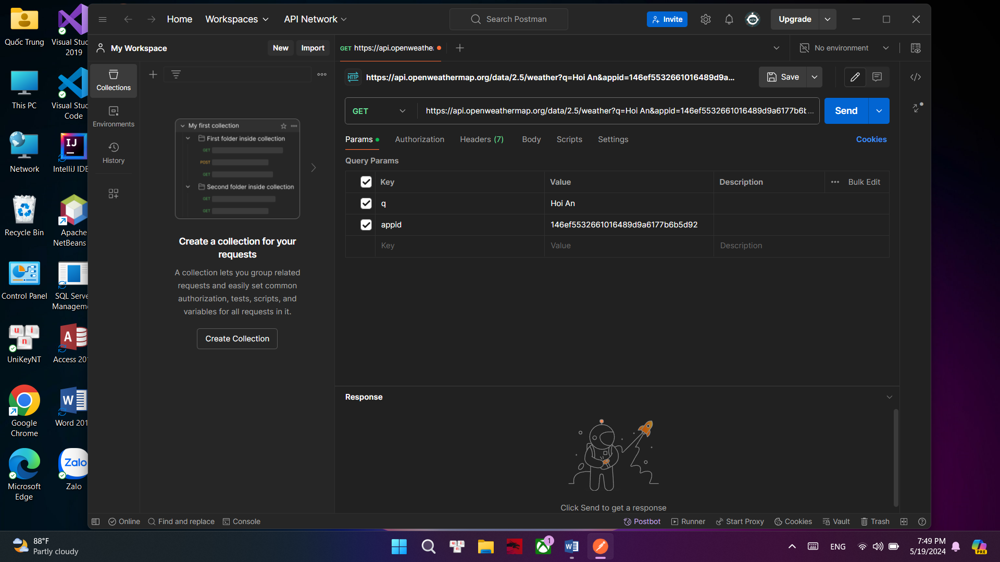 Quốc Trung
Visual Stud
2019
This PC
Visual Stud
Code
Network
IntelliJ IDE
Recycle Bin
Apache
NetBeans
Control Panel
SQL Serve
Managem
UniKeyNT
Access 20
Google
Chrome
Word 201
Microsoft
Edge
Zalo
Zalo
Home
Workspaces
API Network
Search Postman
Invite
Upgrade
My Workspace
New
Import
GET https://api.openweathe.
No environment
Collections
Environments
History
My first collection
First folder inside collection
GET
POST
GET
Second folder inside collection
GET
GET
Create a collection for your
requests
A collection lets you group related
requests and easily set common
authorization, tests, scripts, and
variables for all requests in it.
Create Collection
HTTP
https://api.openweathermap.org/data/2.5/weather?q=Hoi An&appid=146ef5532661016489d9a...
Save
GET
https://api.openweathermap.org/data/2.5/weather?q=Hoi An&appid=146ef5532661016489d9a6177b6b...
Send
Params
Authorization
Headers (7)
Body
Scripts
Settings
Cookies
Query Params
Key Value Description Bulk Edit
q Hoi An
appid 146ef5532661016489d9a6177b6b5d92
Key Value Description
Response
Click Send to get a response
Online
Find and replace
Console
Postbot
Runner
Start Proxy
Cookies
Vault
Trash
88°F
Partly cloudy
1
ENG
7:49 PM
5/19/2024
PRE